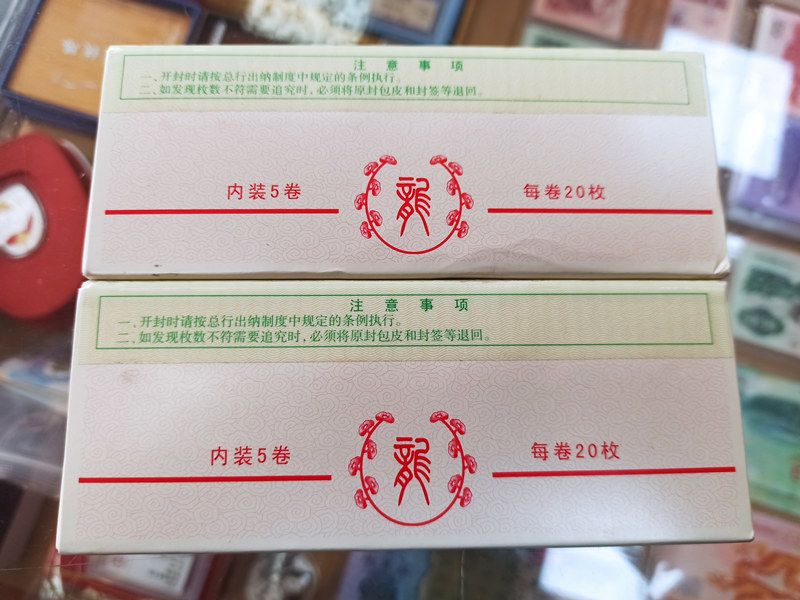 注意事项
一、开封时请按总行出纳制度中规定的条例执行。
二、如发现枚数不符需要追究时，必须将原封包皮和封签等退回。
内装5卷
龍
每卷20枚
注意事项
一、开封时请按总行出纳制度中规定的条例执行。
二、如发现枚数不符需要追究时，必须将原封包皮和封签等退回。
内装5卷
龍
每卷20枚